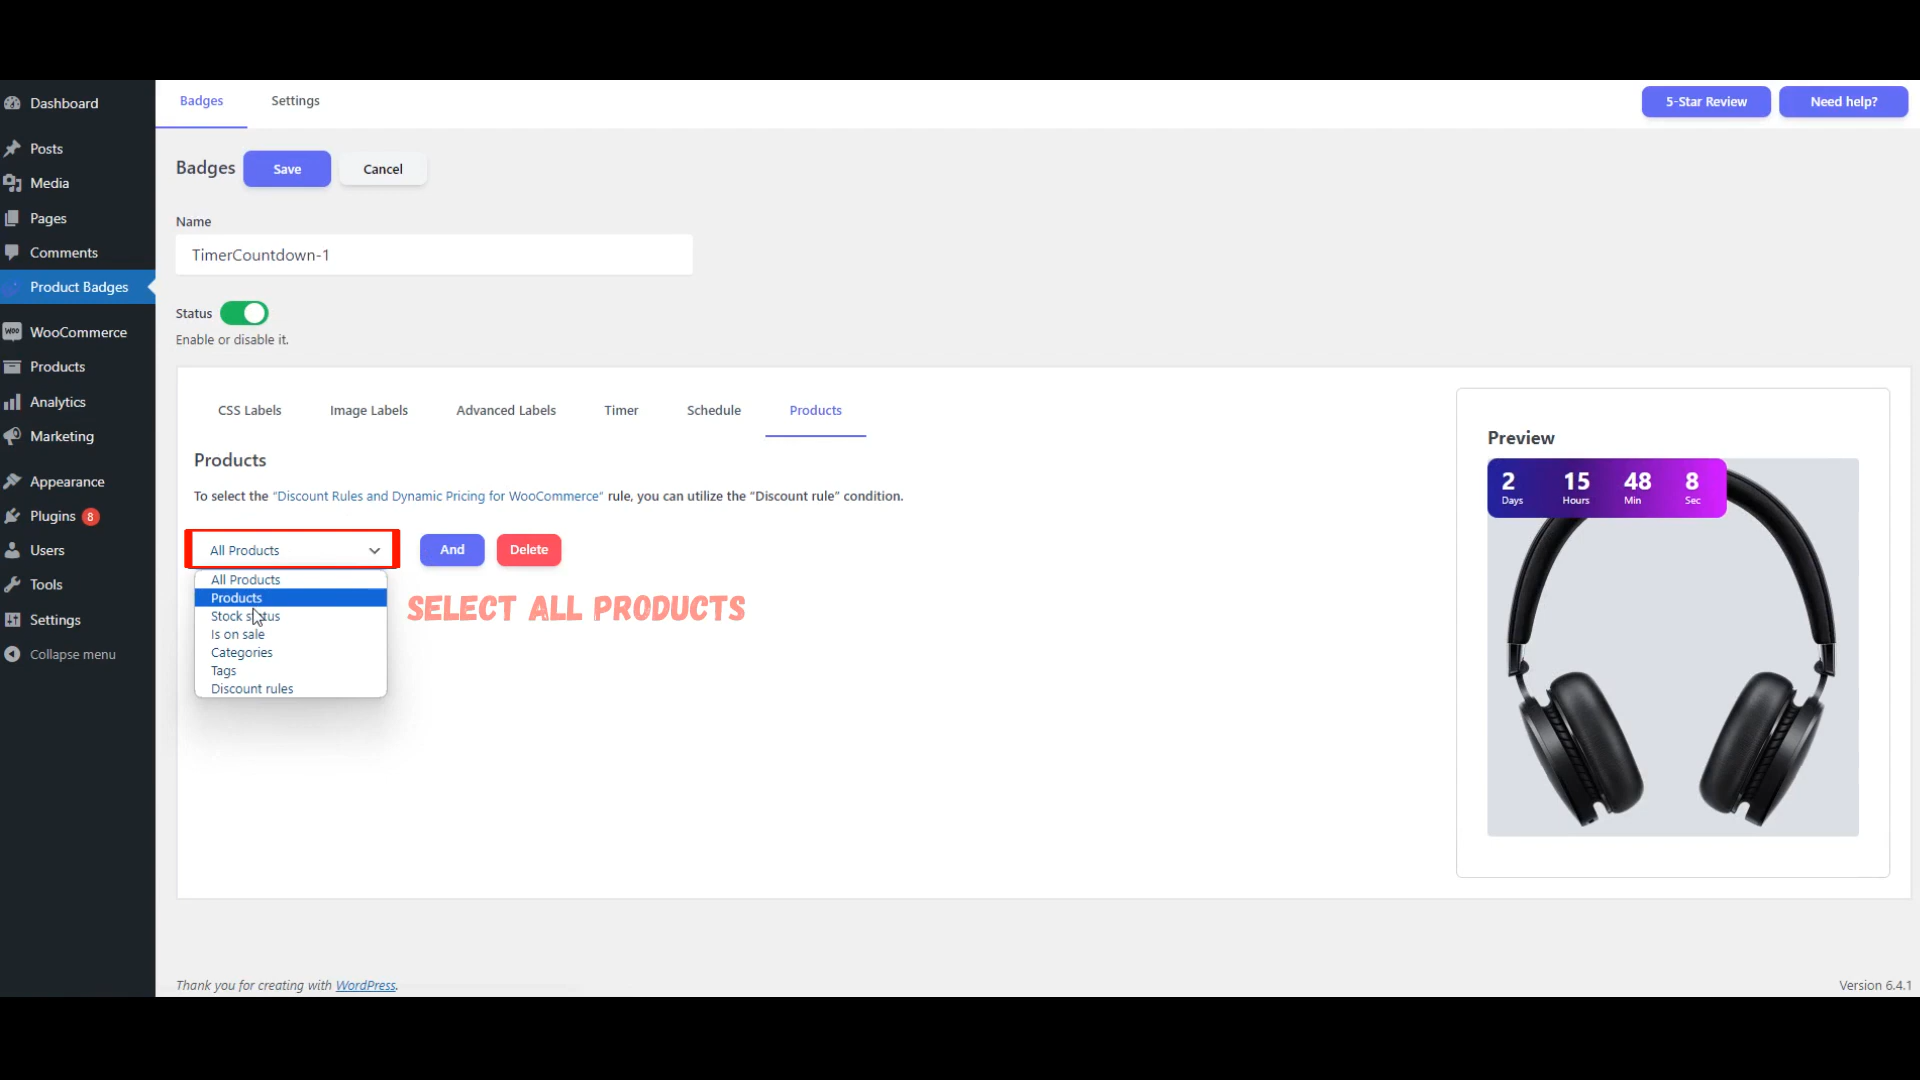 Dashboard
Posts
Media
Pages
Comments
Product Badges
WooCommerce
Products
Analytics
Marketing
Appearance
Plugins 8
Users
Tools
Settings
Collapse menu
Badges Settings
5-Star Review Need help?
Badges Save Cancel
Name
TimerCountdown-1
Status
Enable or disable it.
CSS Labels Image Labels Advanced Labels Timer Schedule Products
Products
To select the “Discount Rules and Dynamic Pricing for WooCommerce” rule, you can utilize the “Discount rule” condition.
All Products And Delete
All Products
Products
Stock status
Is on sale
Categories
Tags
Discount rules
SELECT ALL PRODUCTS
Preview
2 15 48 8
Days Hours Min Sec
Thank you for creating with WordPress.
Version 6.4.1